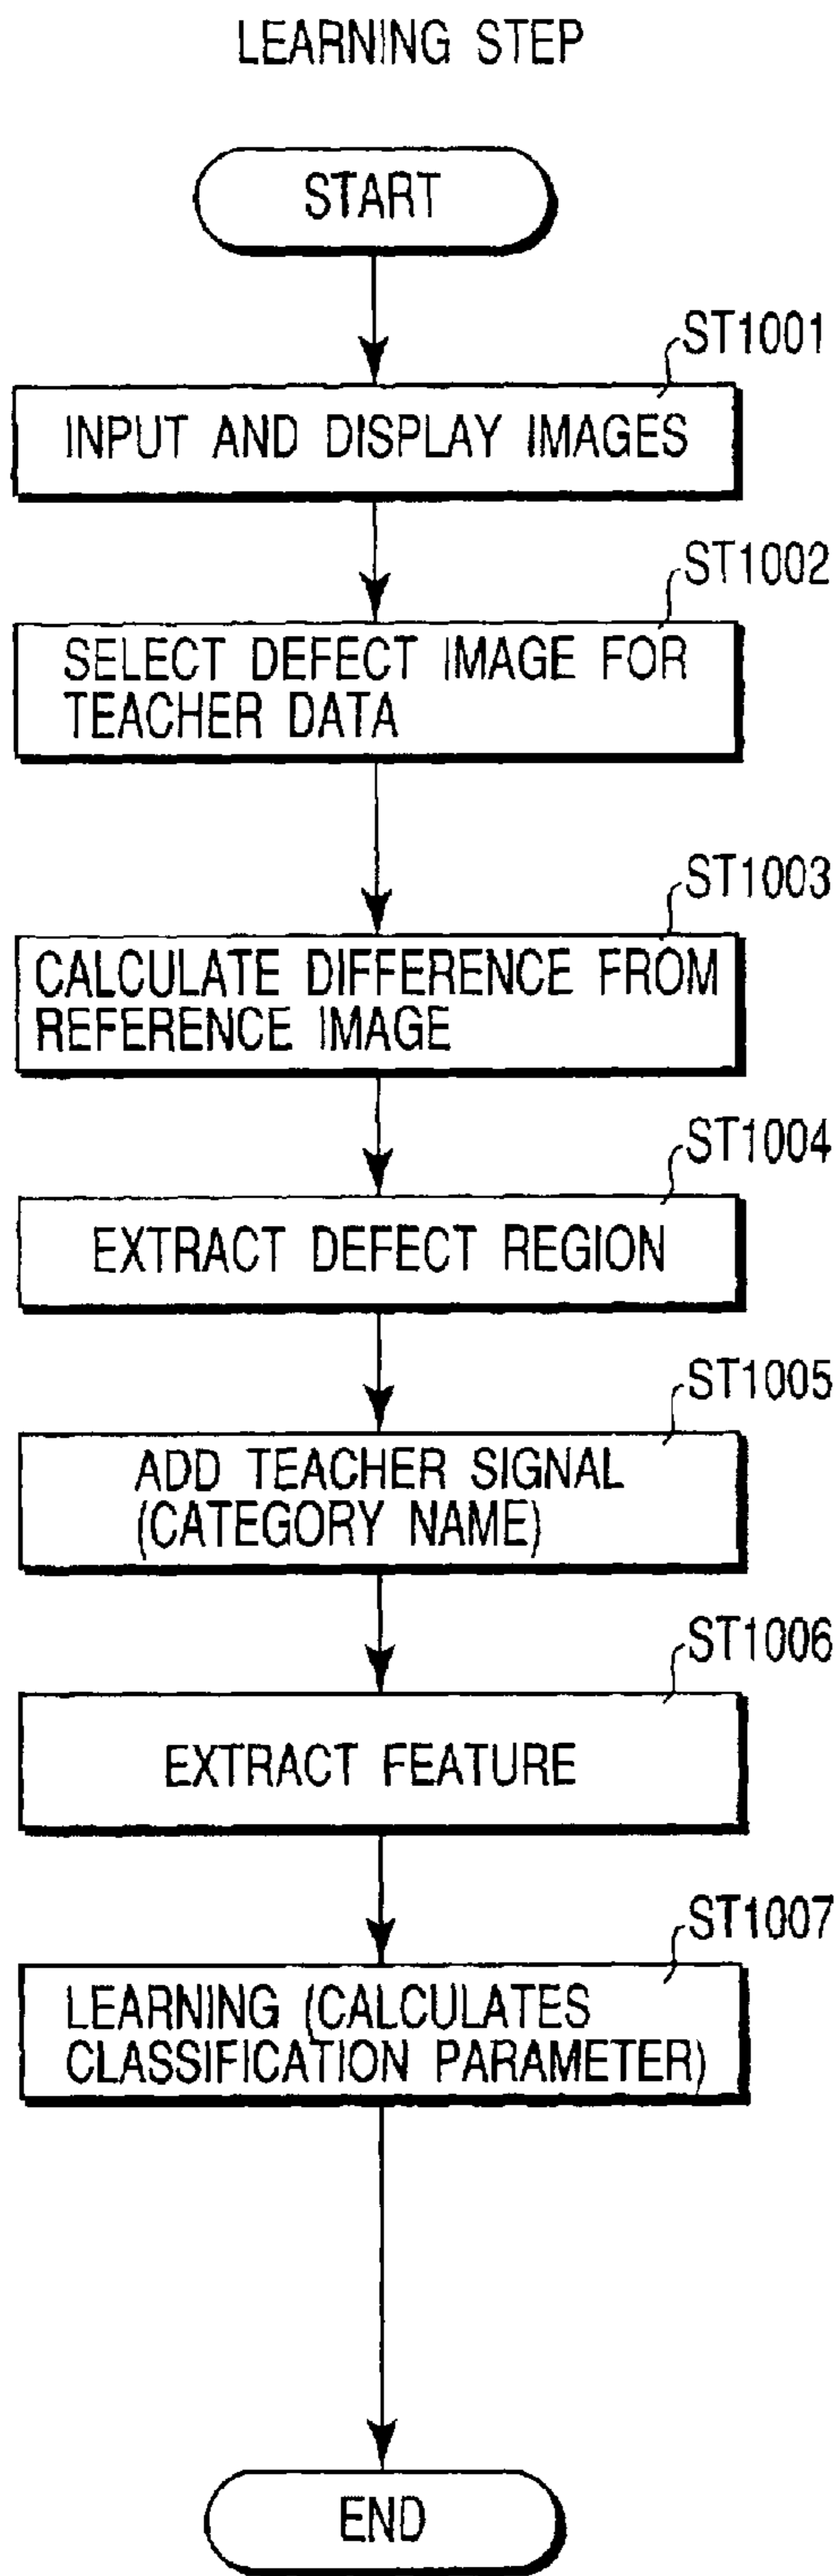 LEARNING STEP
START
ST1001
INPUT AND DISPLAY IMAGES
ST1002
SELECT DEFECT IMAGE FOR
TEACHER DATA
ST1003
CALCULATE DIFFERENCE FROM
REFERENCE IMAGE
ST1004
EXTRACT DEFECT REGION
ST1005
ADD TEACHER SIGNAL
(CATEGORY NAME)
ST1006
EXTRACT FEATURE
ST1007
LEARNING (CALCULATES
CLASSIFICATION PARAMETER)
END